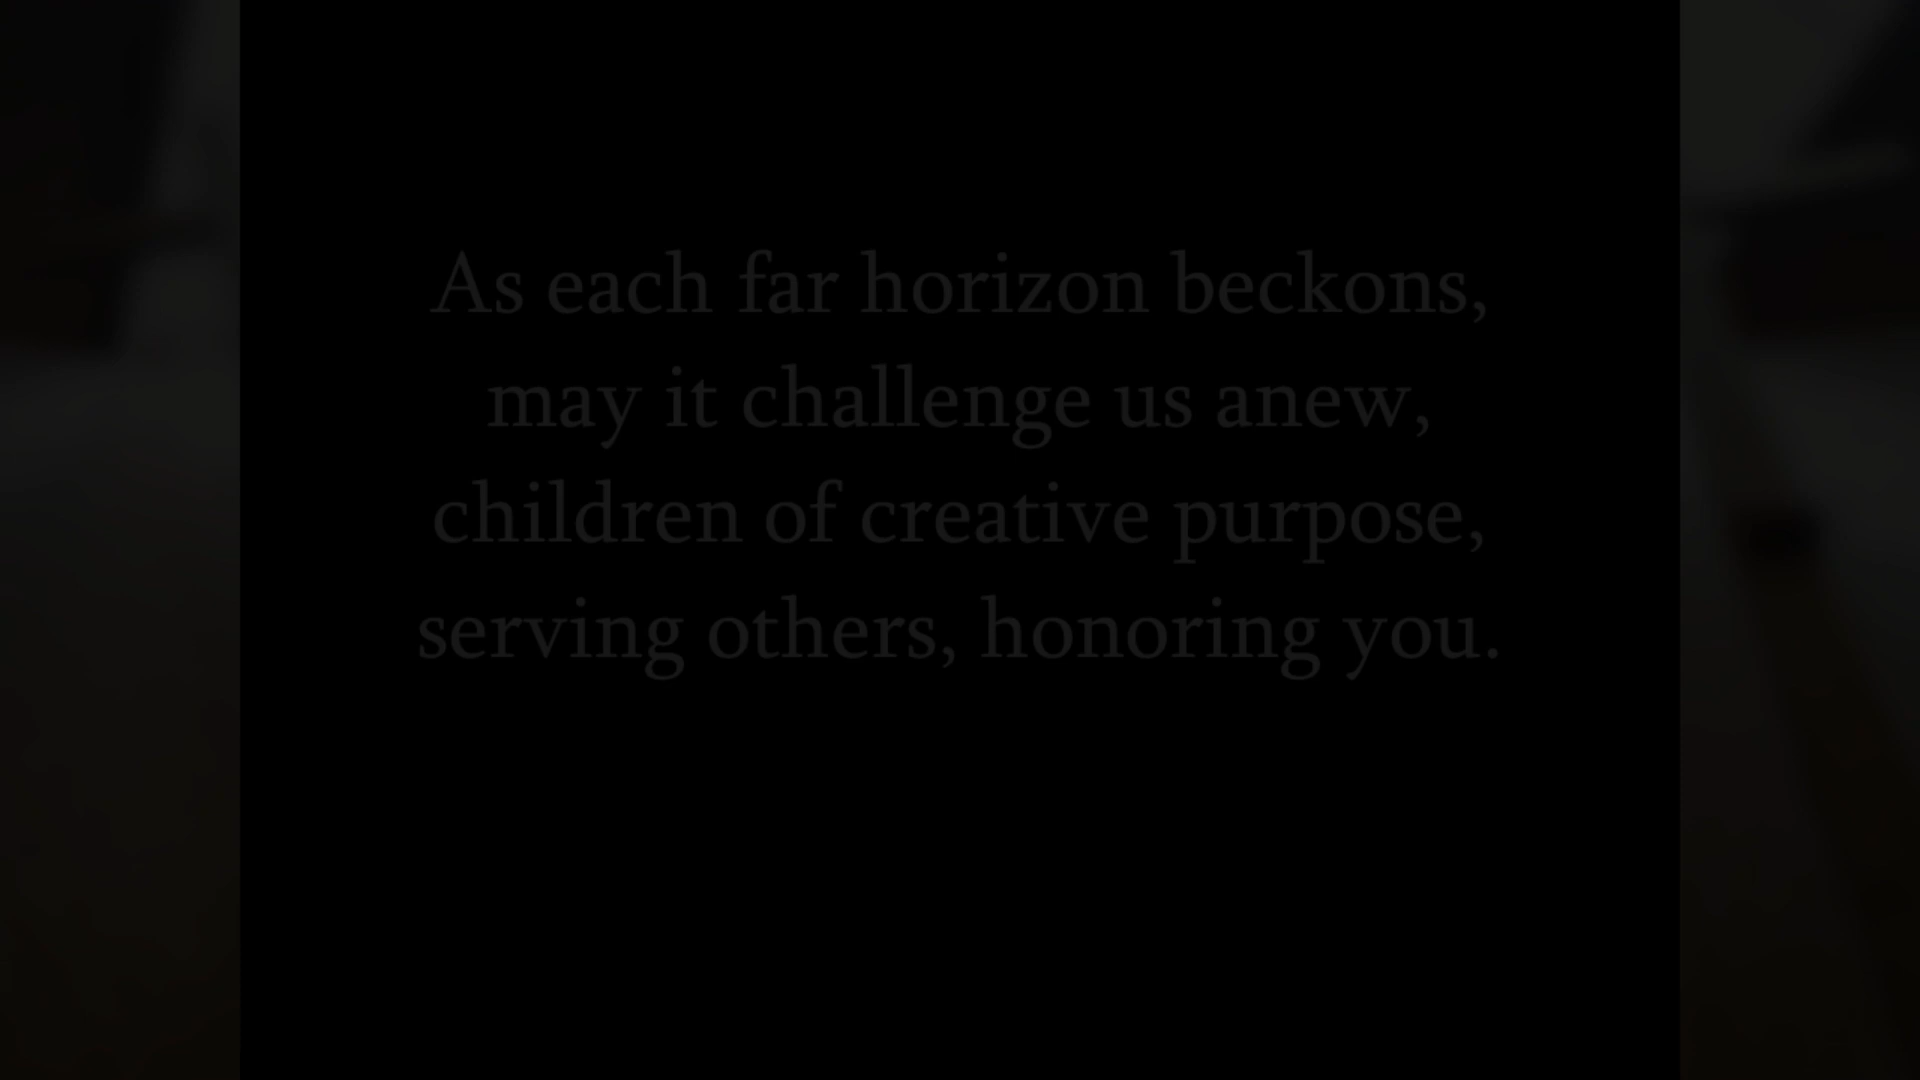 As each far horizon beckons,
may it challenge us anew,
children of creative purpose,
serving others, honoring you.